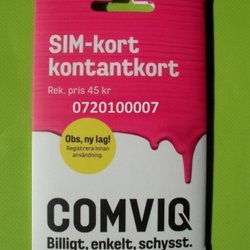 SIM-kort
kontantkort
Rek. pris 45 kr
0720100007
Obs, ny lag!
Registrera innan
användning.
COMVIQ
Billigt, enkelt, schysst.